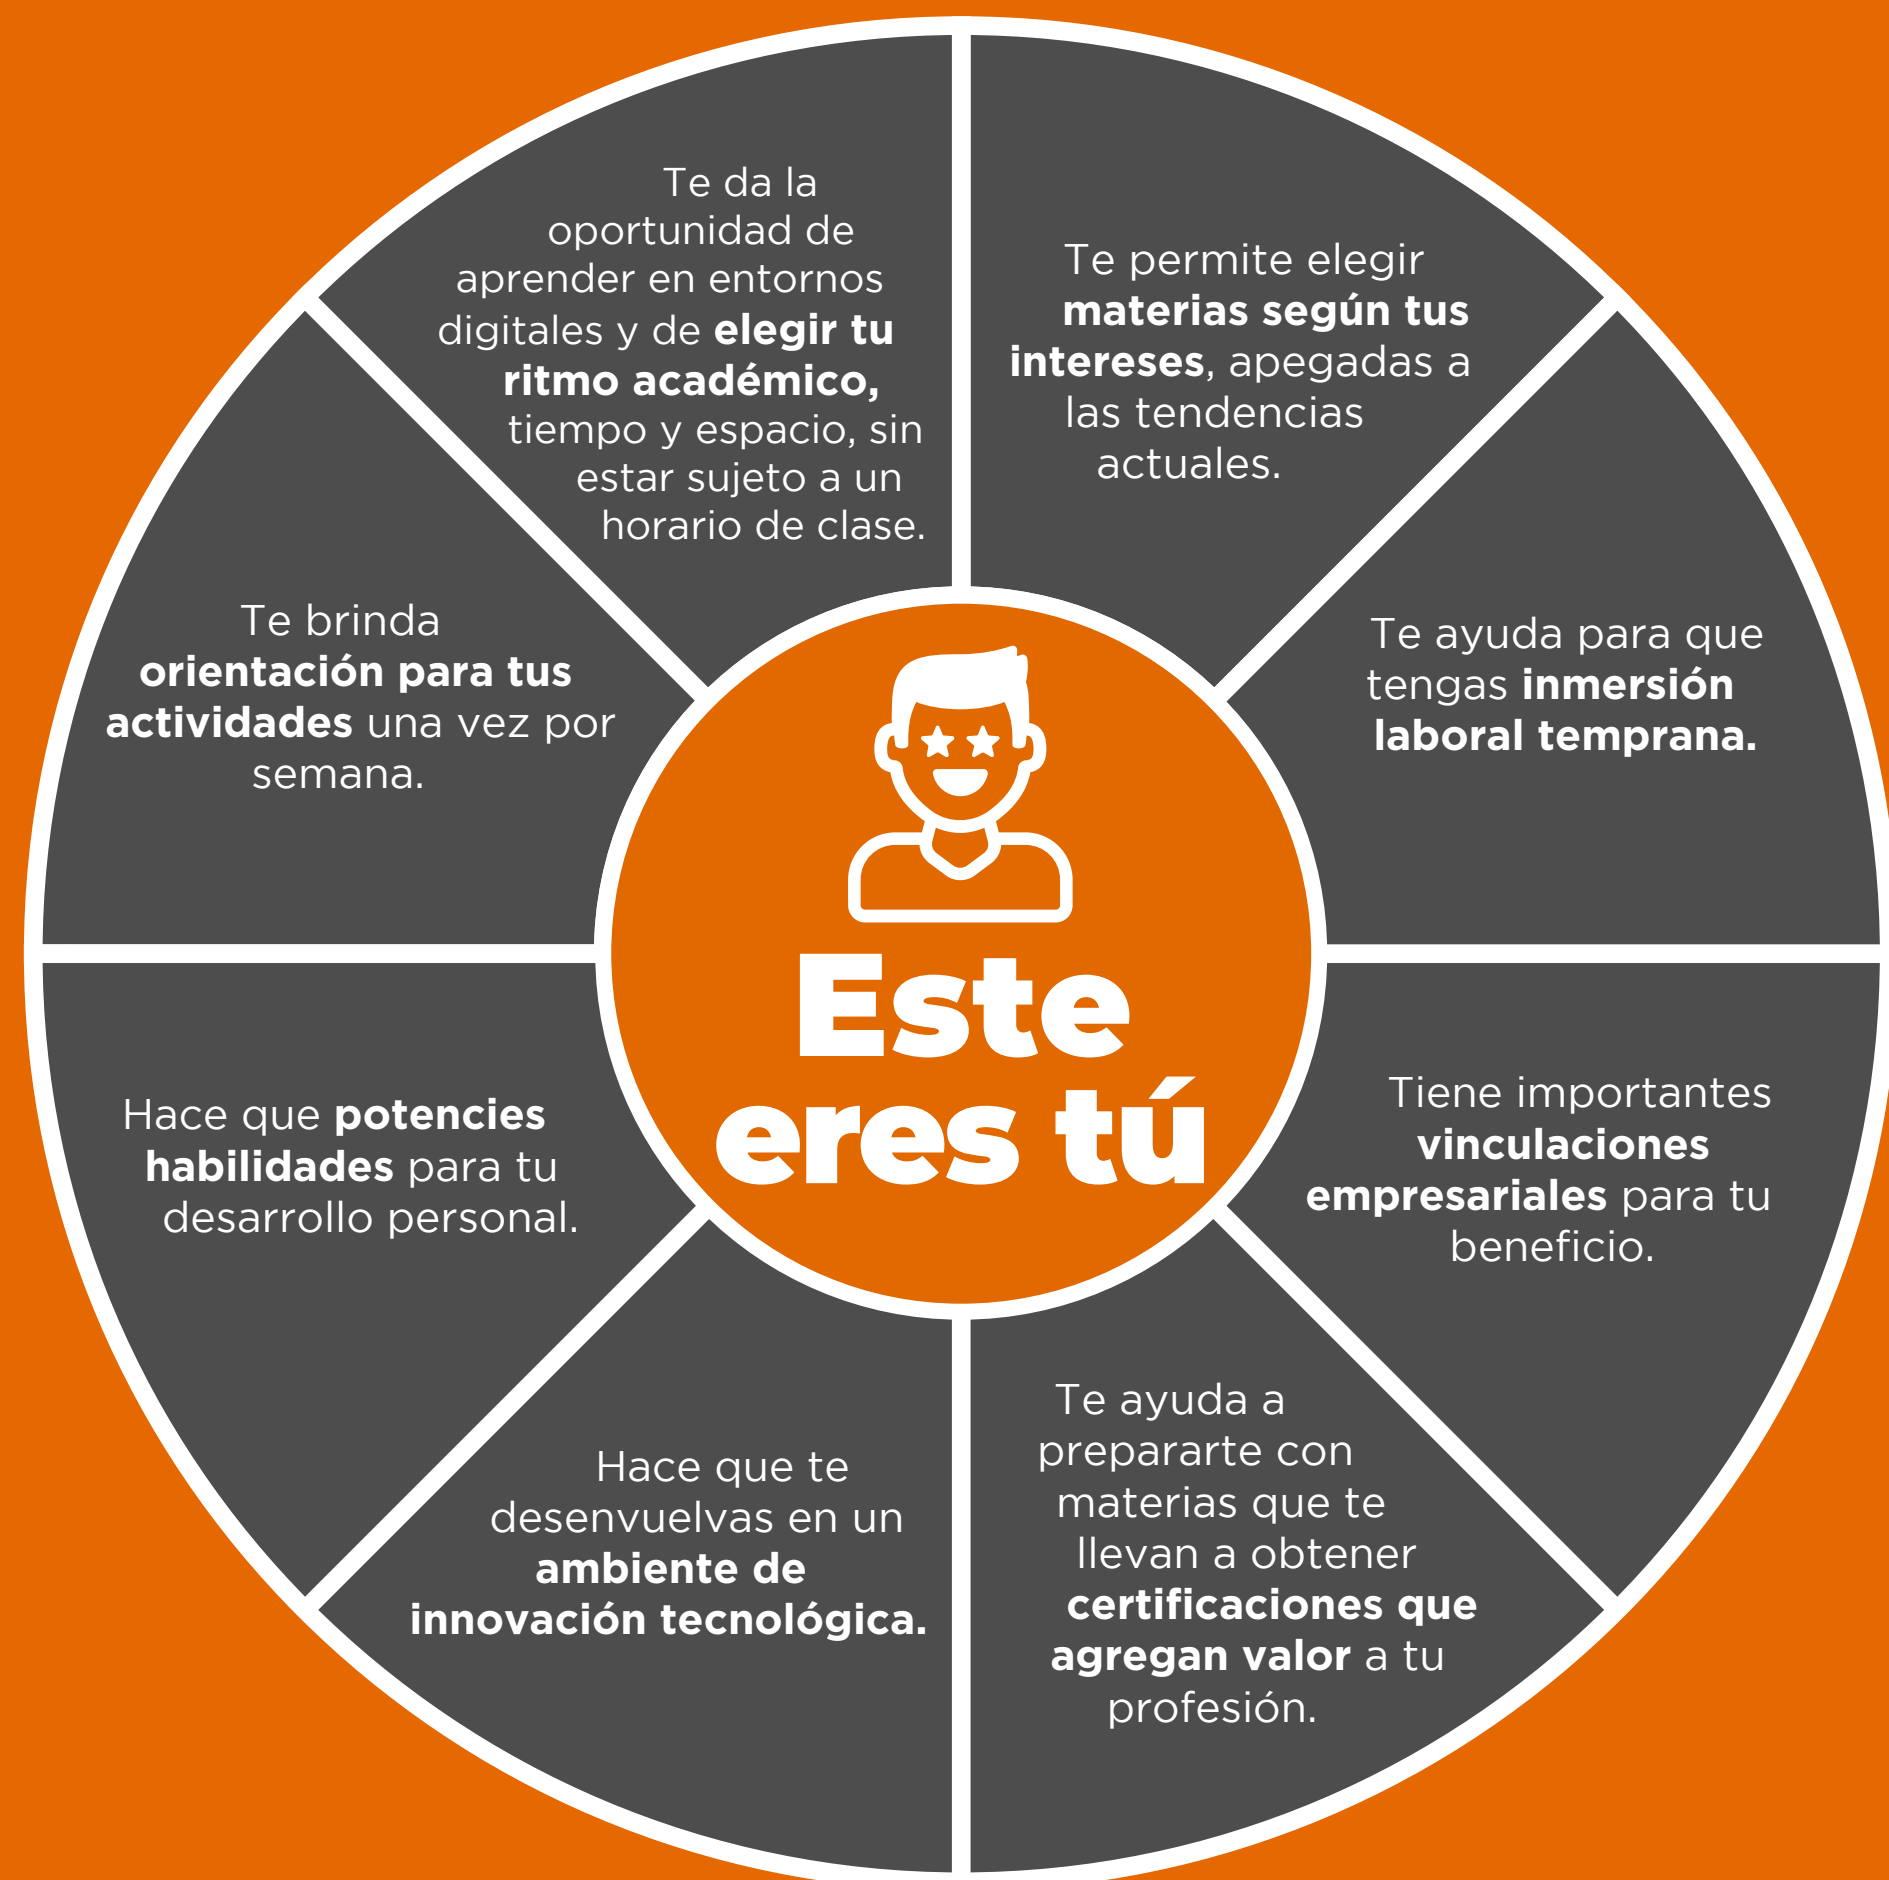 Te da la
oportunidad de
aprender en entornos
digitales y de elegir tu
ritmo académico,
tiempo y espacio, sin
estar sujeto a un
horario de clase.
Te permite elegir
materias según tus
intereses, apegadas a
las tendencias
actuales.
Te ayuda para que
tengas inmersión
laboral temprana.
Tiene importantes
vinculaciones
empresariales para tu
beneficio.
Te ayuda a
prepararte con
materias que te
llevan a obtener
certificaciones que
agregan valor a tu
profesión.
Hace que te
desenvuelvas en un
ambiente de
innovación tecnológica.
Hace que potencies
habilidades para tu
desarrollo personal.
Te brinda
orientación para tus
actividades una vez por
semana.
Este
eres tú